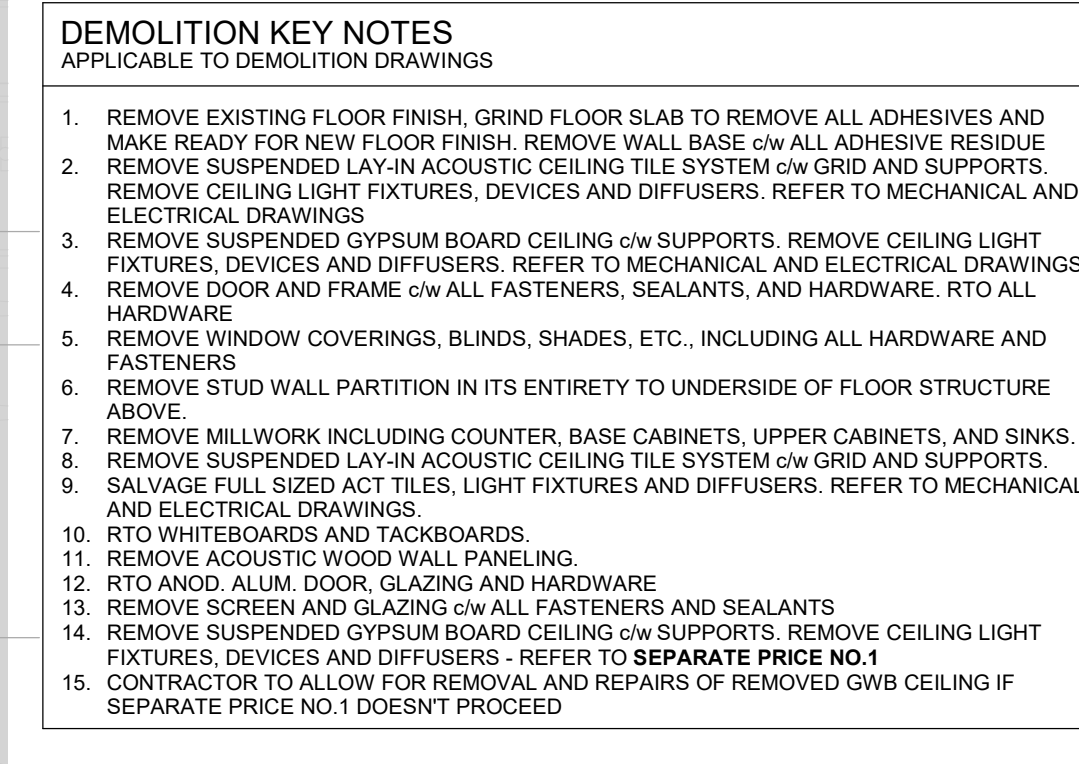 DEMOLITION KEY NOTES
APPLICABLE TO DEMOLITION DRAWINGS
1. REMOVE EXISTING FLOOR FINISH, GRIND FLOOR SLAB TO REMOVE ALL ADHESIVES AND
MAKE READY FOR NEW FLOOR FINISH. REMOVE WALL BASE c/w ALL ADHESIVE RESIDUE
2. REMOVE SUSPENDED LAY-IN ACOUSTIC CEILING TILE SYSTEM c/w GRID AND SUPPORTS.
REMOVE CEILING LIGHT FIXTURES, DEVICES AND DIFFUSERS. REFER TO MECHANICAL AND
ELECTRICAL DRAWINGS
3. REMOVE SUSPENDED GYPSUM BOARD CEILING c/w SUPPORTS. REMOVE CEILING LIGHT
FIXTURES, DEVICES AND DIFFUSERS. REFER TO MECHANICAL AND ELECTRICAL DRAWINGS
4. REMOVE DOOR AND FRAME c/w ALL FASTENERS, SEALANTS, AND HARDWARE. RTO ALL
HARDWARE
5. REMOVE WINDOW COVERINGS, BLINDS, SHADES, ETC., INCLUDING ALL HARDWARE AND
FASTENERS
6. REMOVE STUD WALL PARTITION IN ITS ENTIRETY TO UNDERSIDE OF FLOOR STRUCTURE
ABOVE.
7. REMOVE MILLWORK INCLUDING COUNTER, BASE CABINETS, UPPER CABINETS, AND SINKS.
8. REMOVE SUSPENDED LAY-IN ACOUSTIC CEILING TILE SYSTEM c/w GRID AND SUPPORTS.
9. SALVAGE FULL SIZED ACT TILES, LIGHT FIXTURES AND DIFFUSERS. REFER TO MECHANICAL
AND ELECTRICAL DRAWINGS.
10. RTO WHITEBOARDS AND TACKBOARDS.
11. REMOVE ACOUSTIC WOOD WALL PANELING.
12. RTO ANOD. ALUM. DOOR, GLAZING AND HARDWARE
13. REMOVE SCREEN AND GLAZING c/w ALL FASTENERS AND SEALANTS
14. REMOVE SUSPENDED GYPSUM BOARD CEILING c/w SUPPORTS. REMOVE CEILING LIGHT
FIXTURES, DEVICES AND DIFFUSERS - REFER TO SEPARATE PRICE NO.1
15. CONTRACTOR TO ALLOW FOR REMOVAL AND REPAIRS OF REMOVED GWB CEILING IF
SEPARATE PRICE NO.1 DOESN'T PROCEED